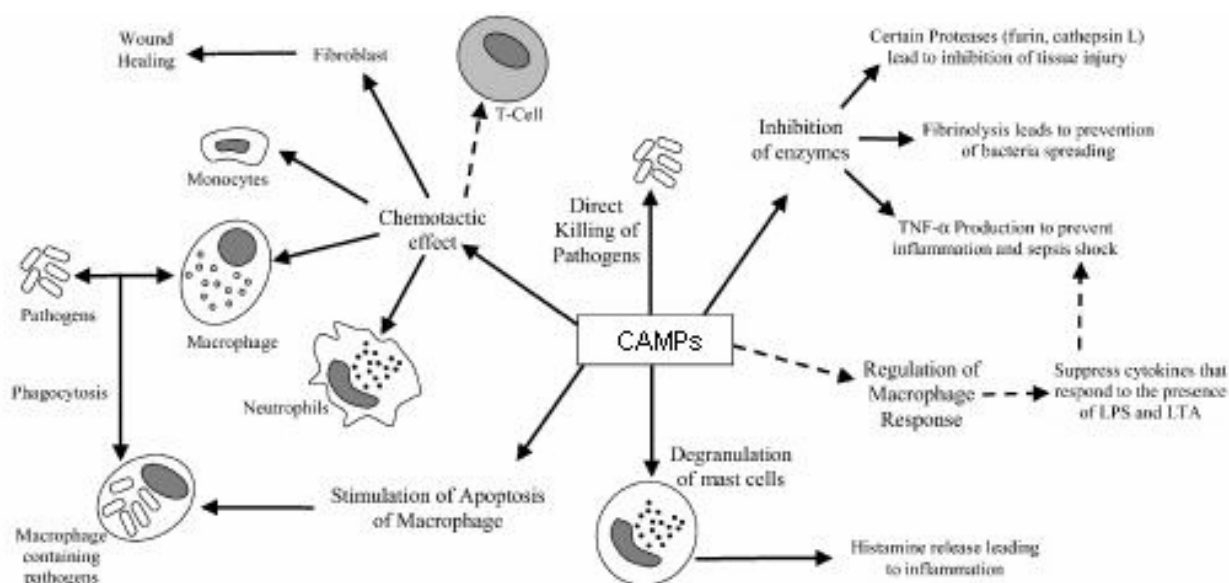 Wound
Healing
Fibroblast
T-Cell
Monocytes
Chemotactic
effect
Pathogens
Macrophage
Phagocytosis
Neutrophils
Macrophage
containing
pathogens
Stimulation of Apoptosis
of Macrophage
Direct
Killing of
Pathogens
CAMPs
Inhibition
of enzymes
Certain Proteases (furin, cathepsin L)
lead to inhibition of tissue injury
Fibrinolysis leads to prevention
of bacteria spreading
TNF-α Production to prevent
inflammation and sepsis shock
Regulation of
Macrophage
Response
Suppress cytokines that
respond to the presence
of LPS and LTA
Degranulation
of mast cells
Histamine release leading
to inflammation